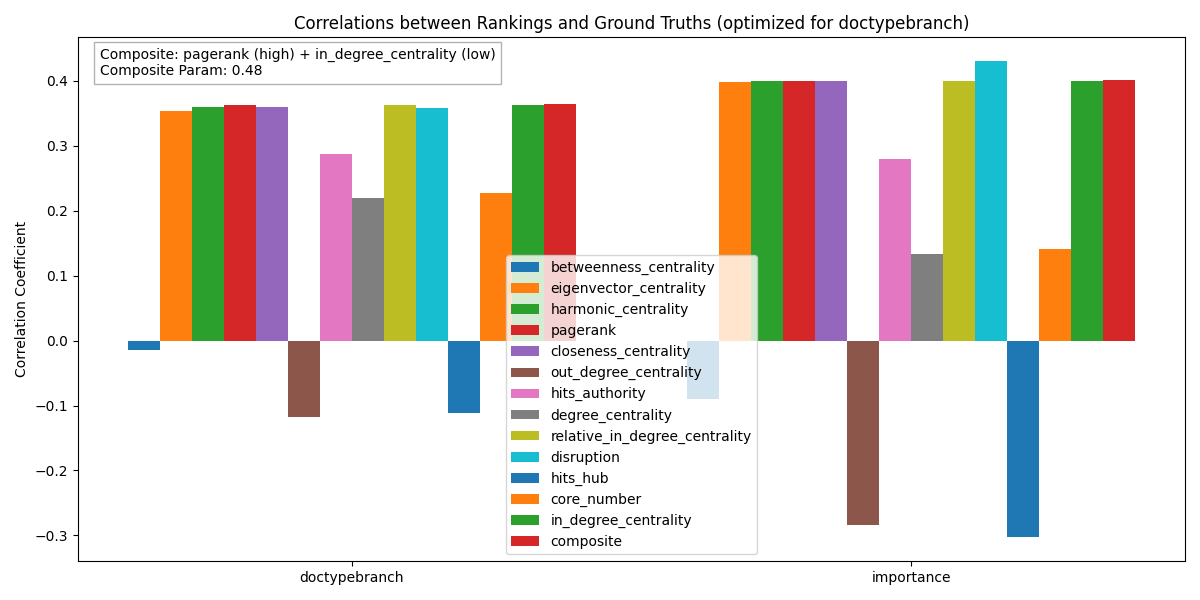 Correlations between Rankings and Ground Truths (optimized for doctypebranch)
Composite: pagerank (high) + in_degree_centrality (low)
Composite Param: 0.48
Correlation Coefficient
0.4
0.3
0.2
0.1
0.0
−0.1
−0.2
−0.3
betweenness_centrality
eigenvector_centrality
harmonic_centrality
pagerank
closeness_centrality
out_degree_centrality
hits_authority
degree_centrality
relative_in_degree_centrality
disruption
hits_hub
core_number
in_degree_centrality
composite
doctypebranch
importance